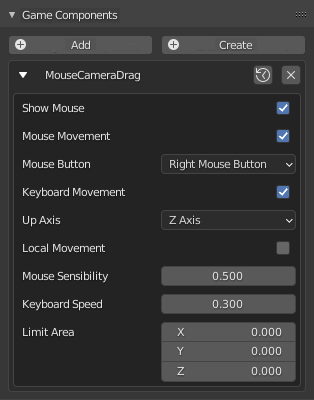 Game Components
Add Create
MouseCameraDrag
Show Mouse
Mouse Movement
Mouse Button Right Mouse Button
Keyboard Movement
Up Axis Z Axis
Local Movement
Mouse Sensibility 0.500
Keyboard Speed 0.300
Limit Area X 0.000
Y 0.000
Z 0.000